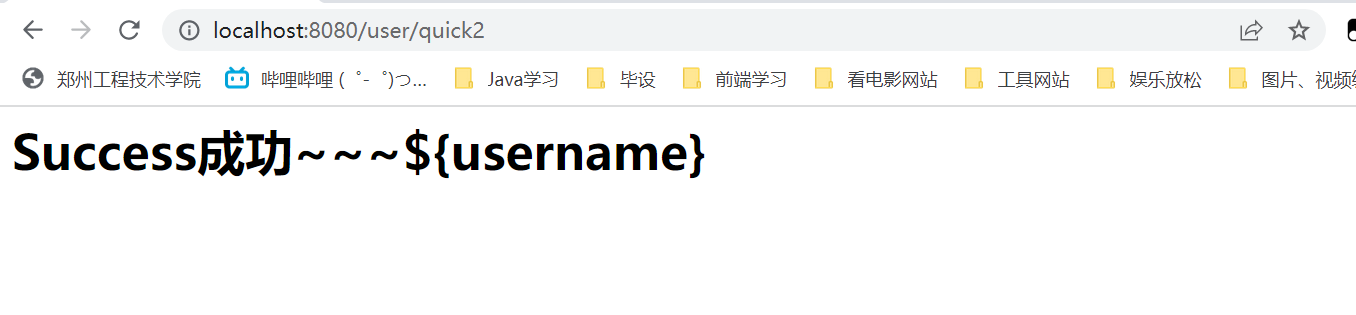 localhost:8080/user/quick2
郑州工程技术学院 哔哩哔哩 ( ゜- ゜)つ... Java学习 毕设 前端学习 看电影网站 工具网站 娱乐放松 图片、视频
Success成功~~~${username}